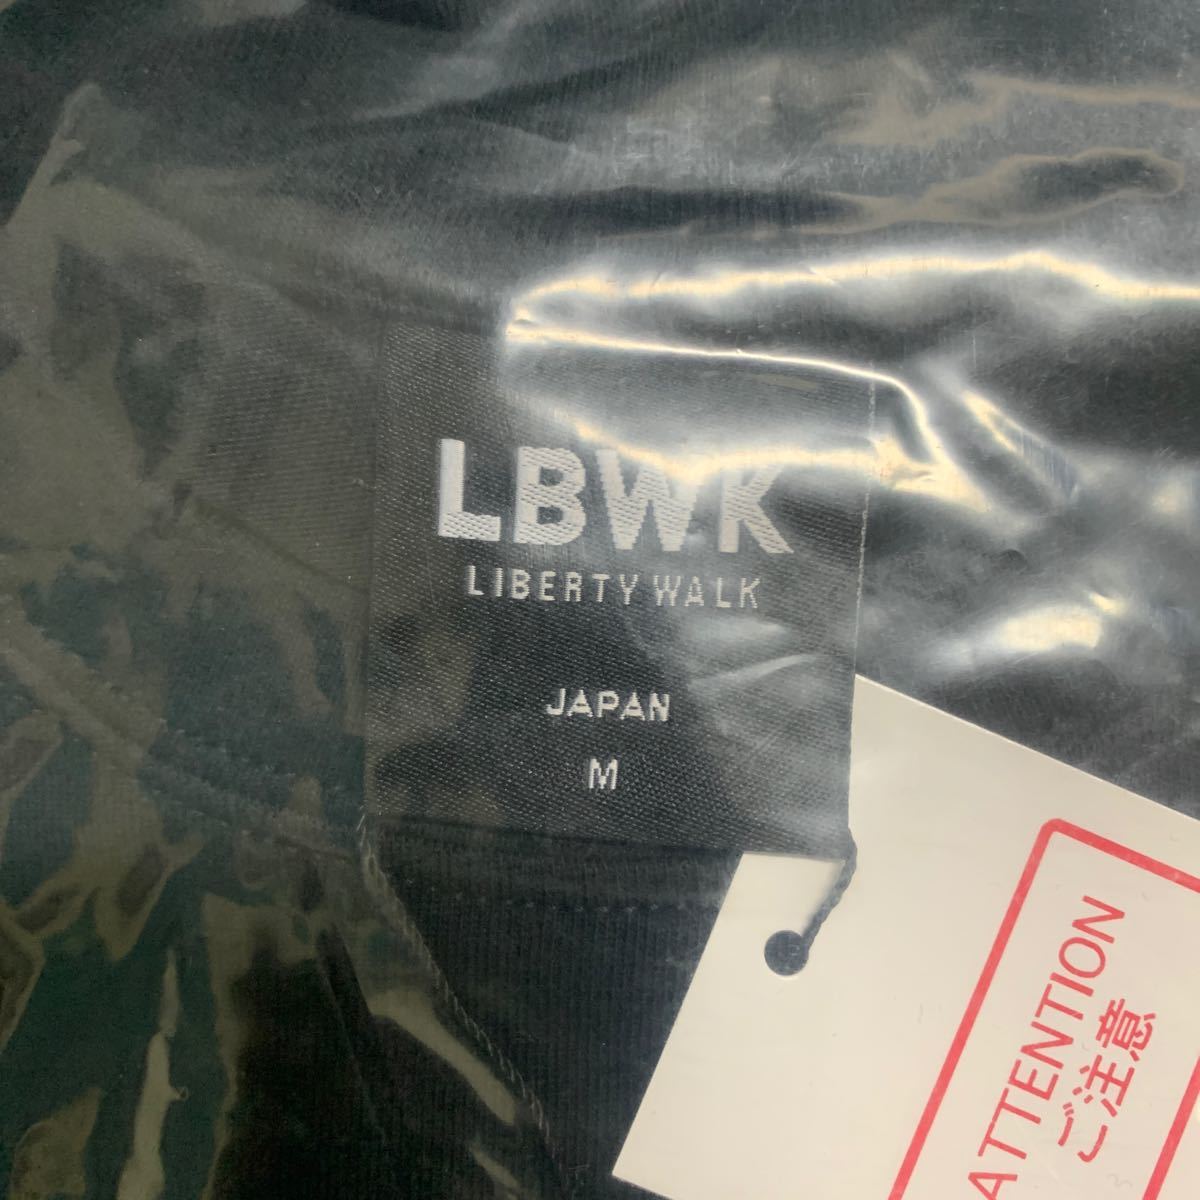 LBWK
LIBERTY WALK
JAPAN
M
ATTENTION
ご注意